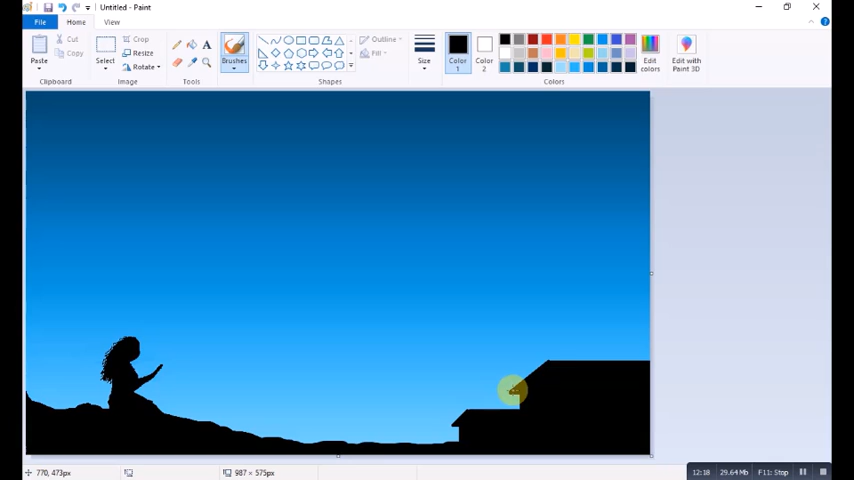 Untitled - Paint
File Home View
Paste
Cut
Copy
Clipboard
Select
Crop
Resize
Rotate
Image
A
Tools
Brushes
Outline
Fill
Shapes
Size
Color 1
Color 2
Edit colors
Colors
Edit with Paint 3D
770, 473px
987 × 575px
12:18 29.64 Mb F11: Stop